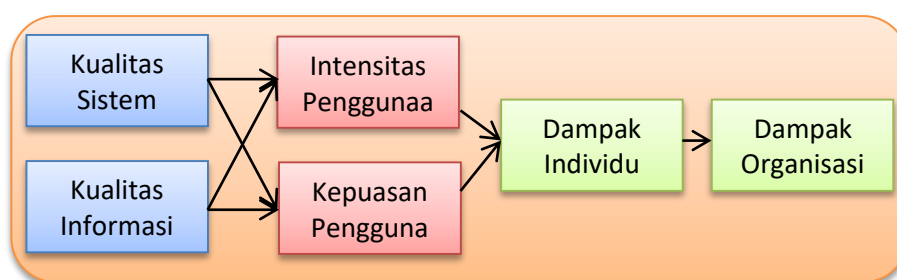 Kualitas
Sistem
Intensitas
Penggunaa
Kualitas
Informasi
Kepuasan
Pengguna
Dampak
Individu
Dampak
Organisasi